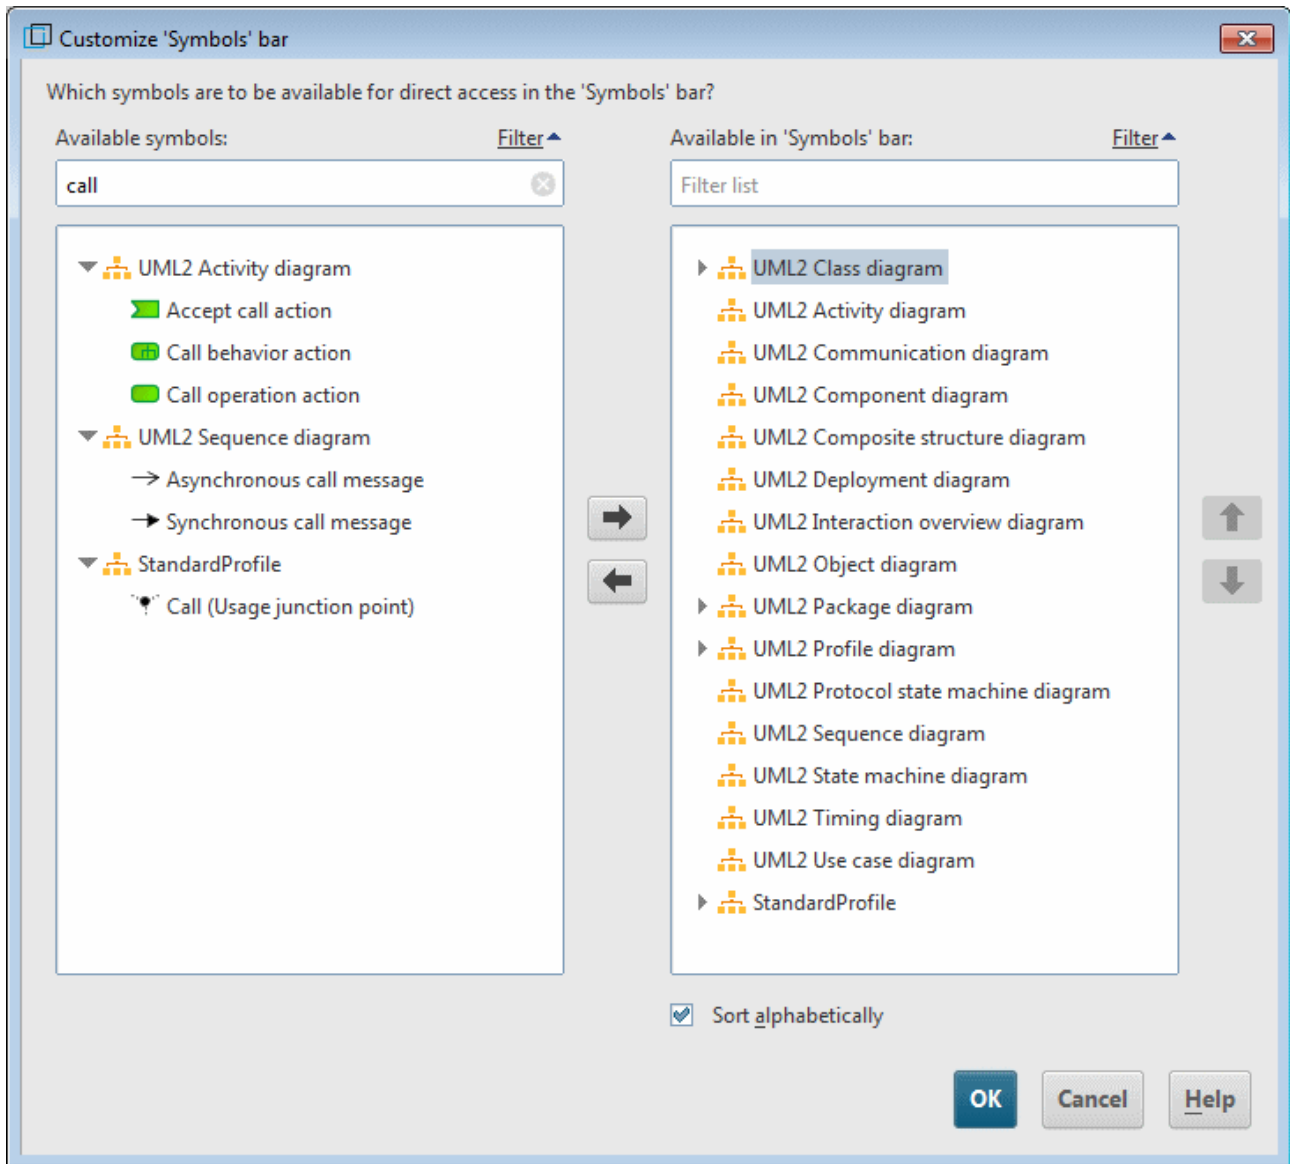 Customize 'Symbols' bar
Which symbols are to be available for direct access in the 'Symbols' bar?
Available symbols:
Filter
call
UML2 Activity diagram
Accept call action
Call behavior action
Call operation action
UML2 Sequence diagram
Asynchronous call message
Synchronous call message
StandardProfile
Call (Usage junction point)
Available in 'Symbols' bar:
Filter
Filter list
UML2 Class diagram
UML2 Activity diagram
UML2 Communication diagram
UML2 Component diagram
UML2 Composite structure diagram
UML2 Deployment diagram
UML2 Interaction overview diagram
UML2 Object diagram
UML2 Package diagram
UML2 Profile diagram
UML2 Protocol state machine diagram
UML2 Sequence diagram
UML2 State machine diagram
UML2 Timing diagram
UML2 Use case diagram
StandardProfile
Sort alphabetically
OK
Cancel
Help